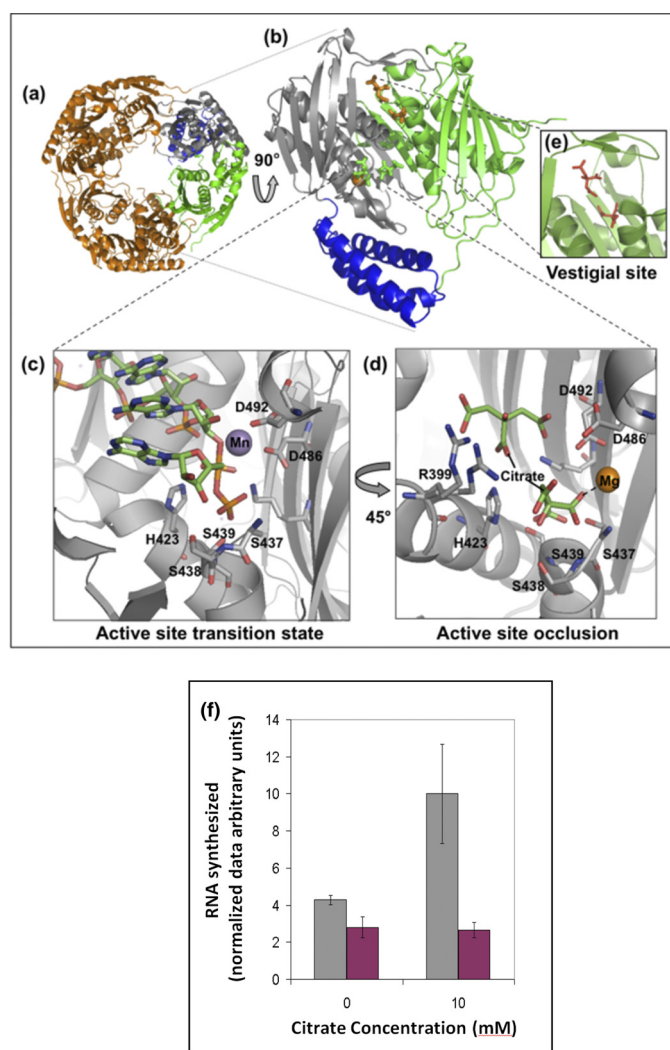 (a)
(b)
90°
(e)
Vestigial site
(c)
D492
Mn
D486
H423
S439
S437
S438
Active site transition state
45°
(d)
D492
D486
R399
Citrate
Mg
H423
S439
S437
S438
Active site occlusion
(f)
RNA synthesized
(normalized data arbitrary units)
14
12
10
8
6
4
2
0
0
10
Citrate Concentration (mM)